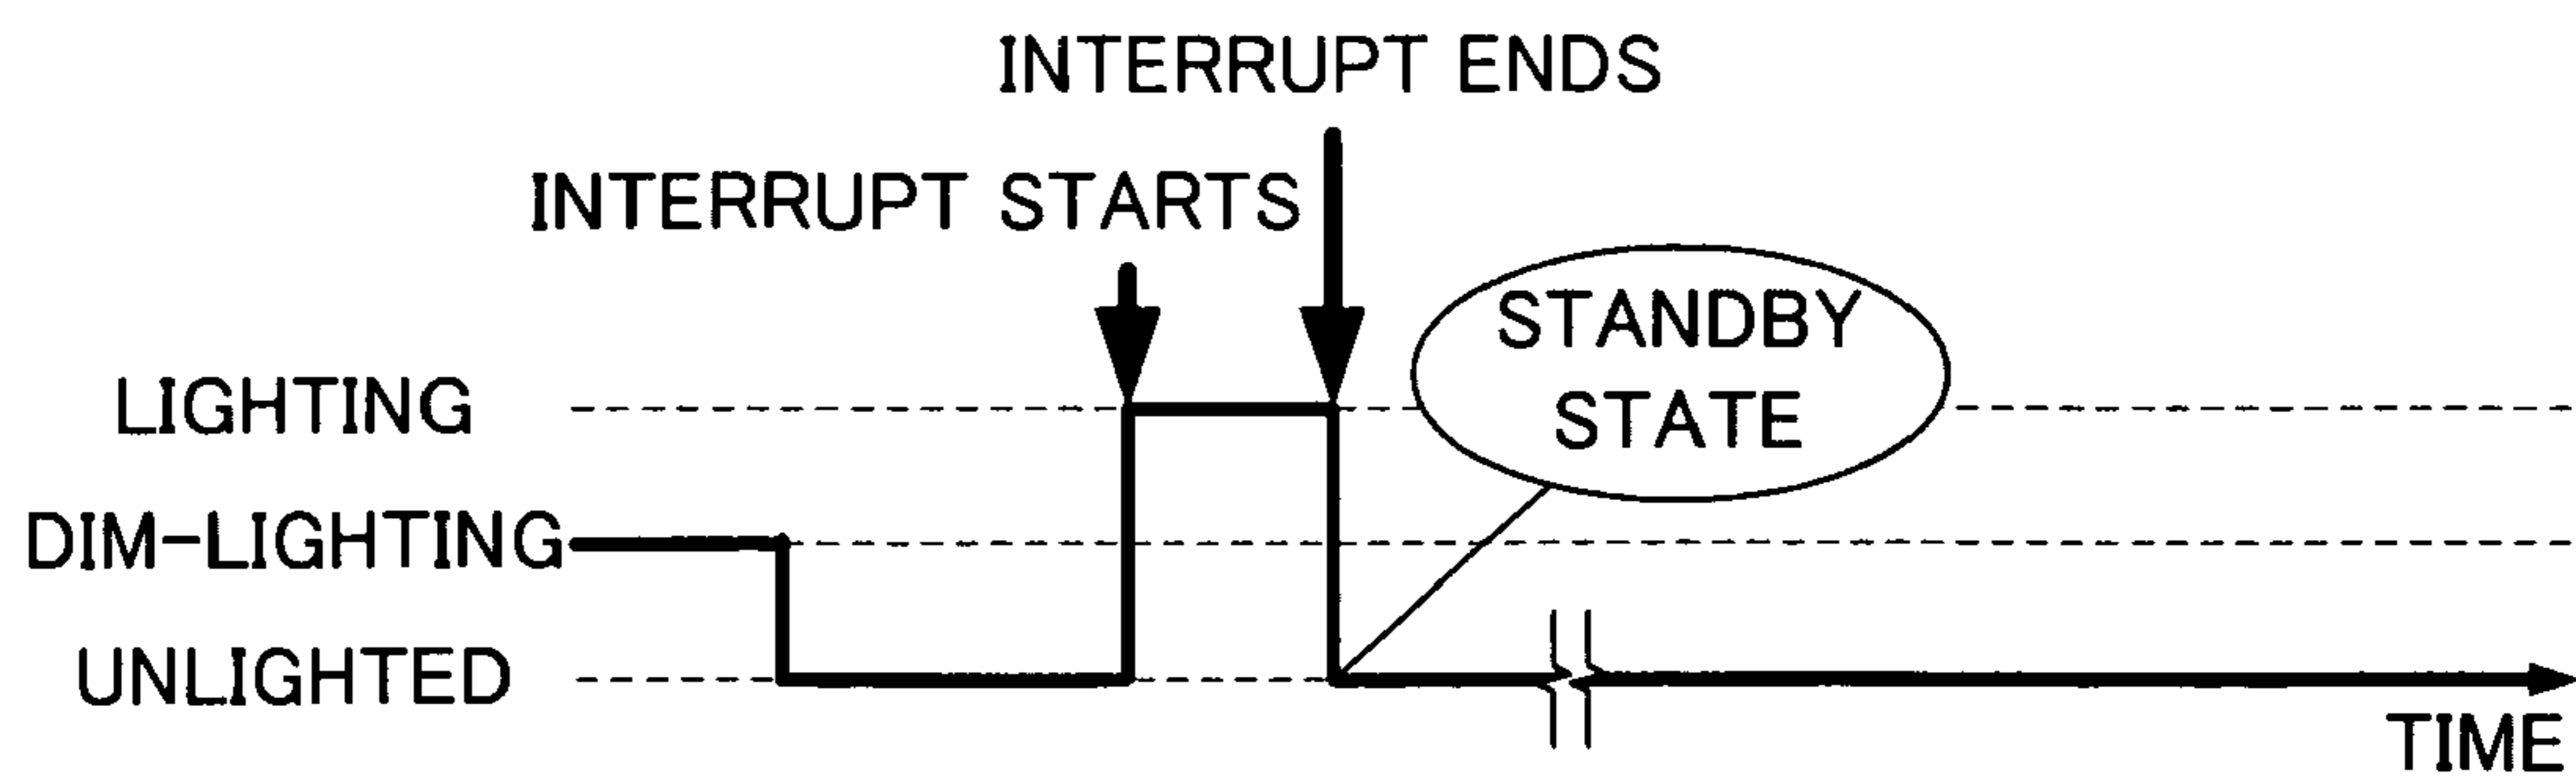 INTERRUPT ENDS
INTERRUPT STARTS
STANDBY
STATE
LIGHTING
DIM-LIGHTING
UNLIGHTED
TIME